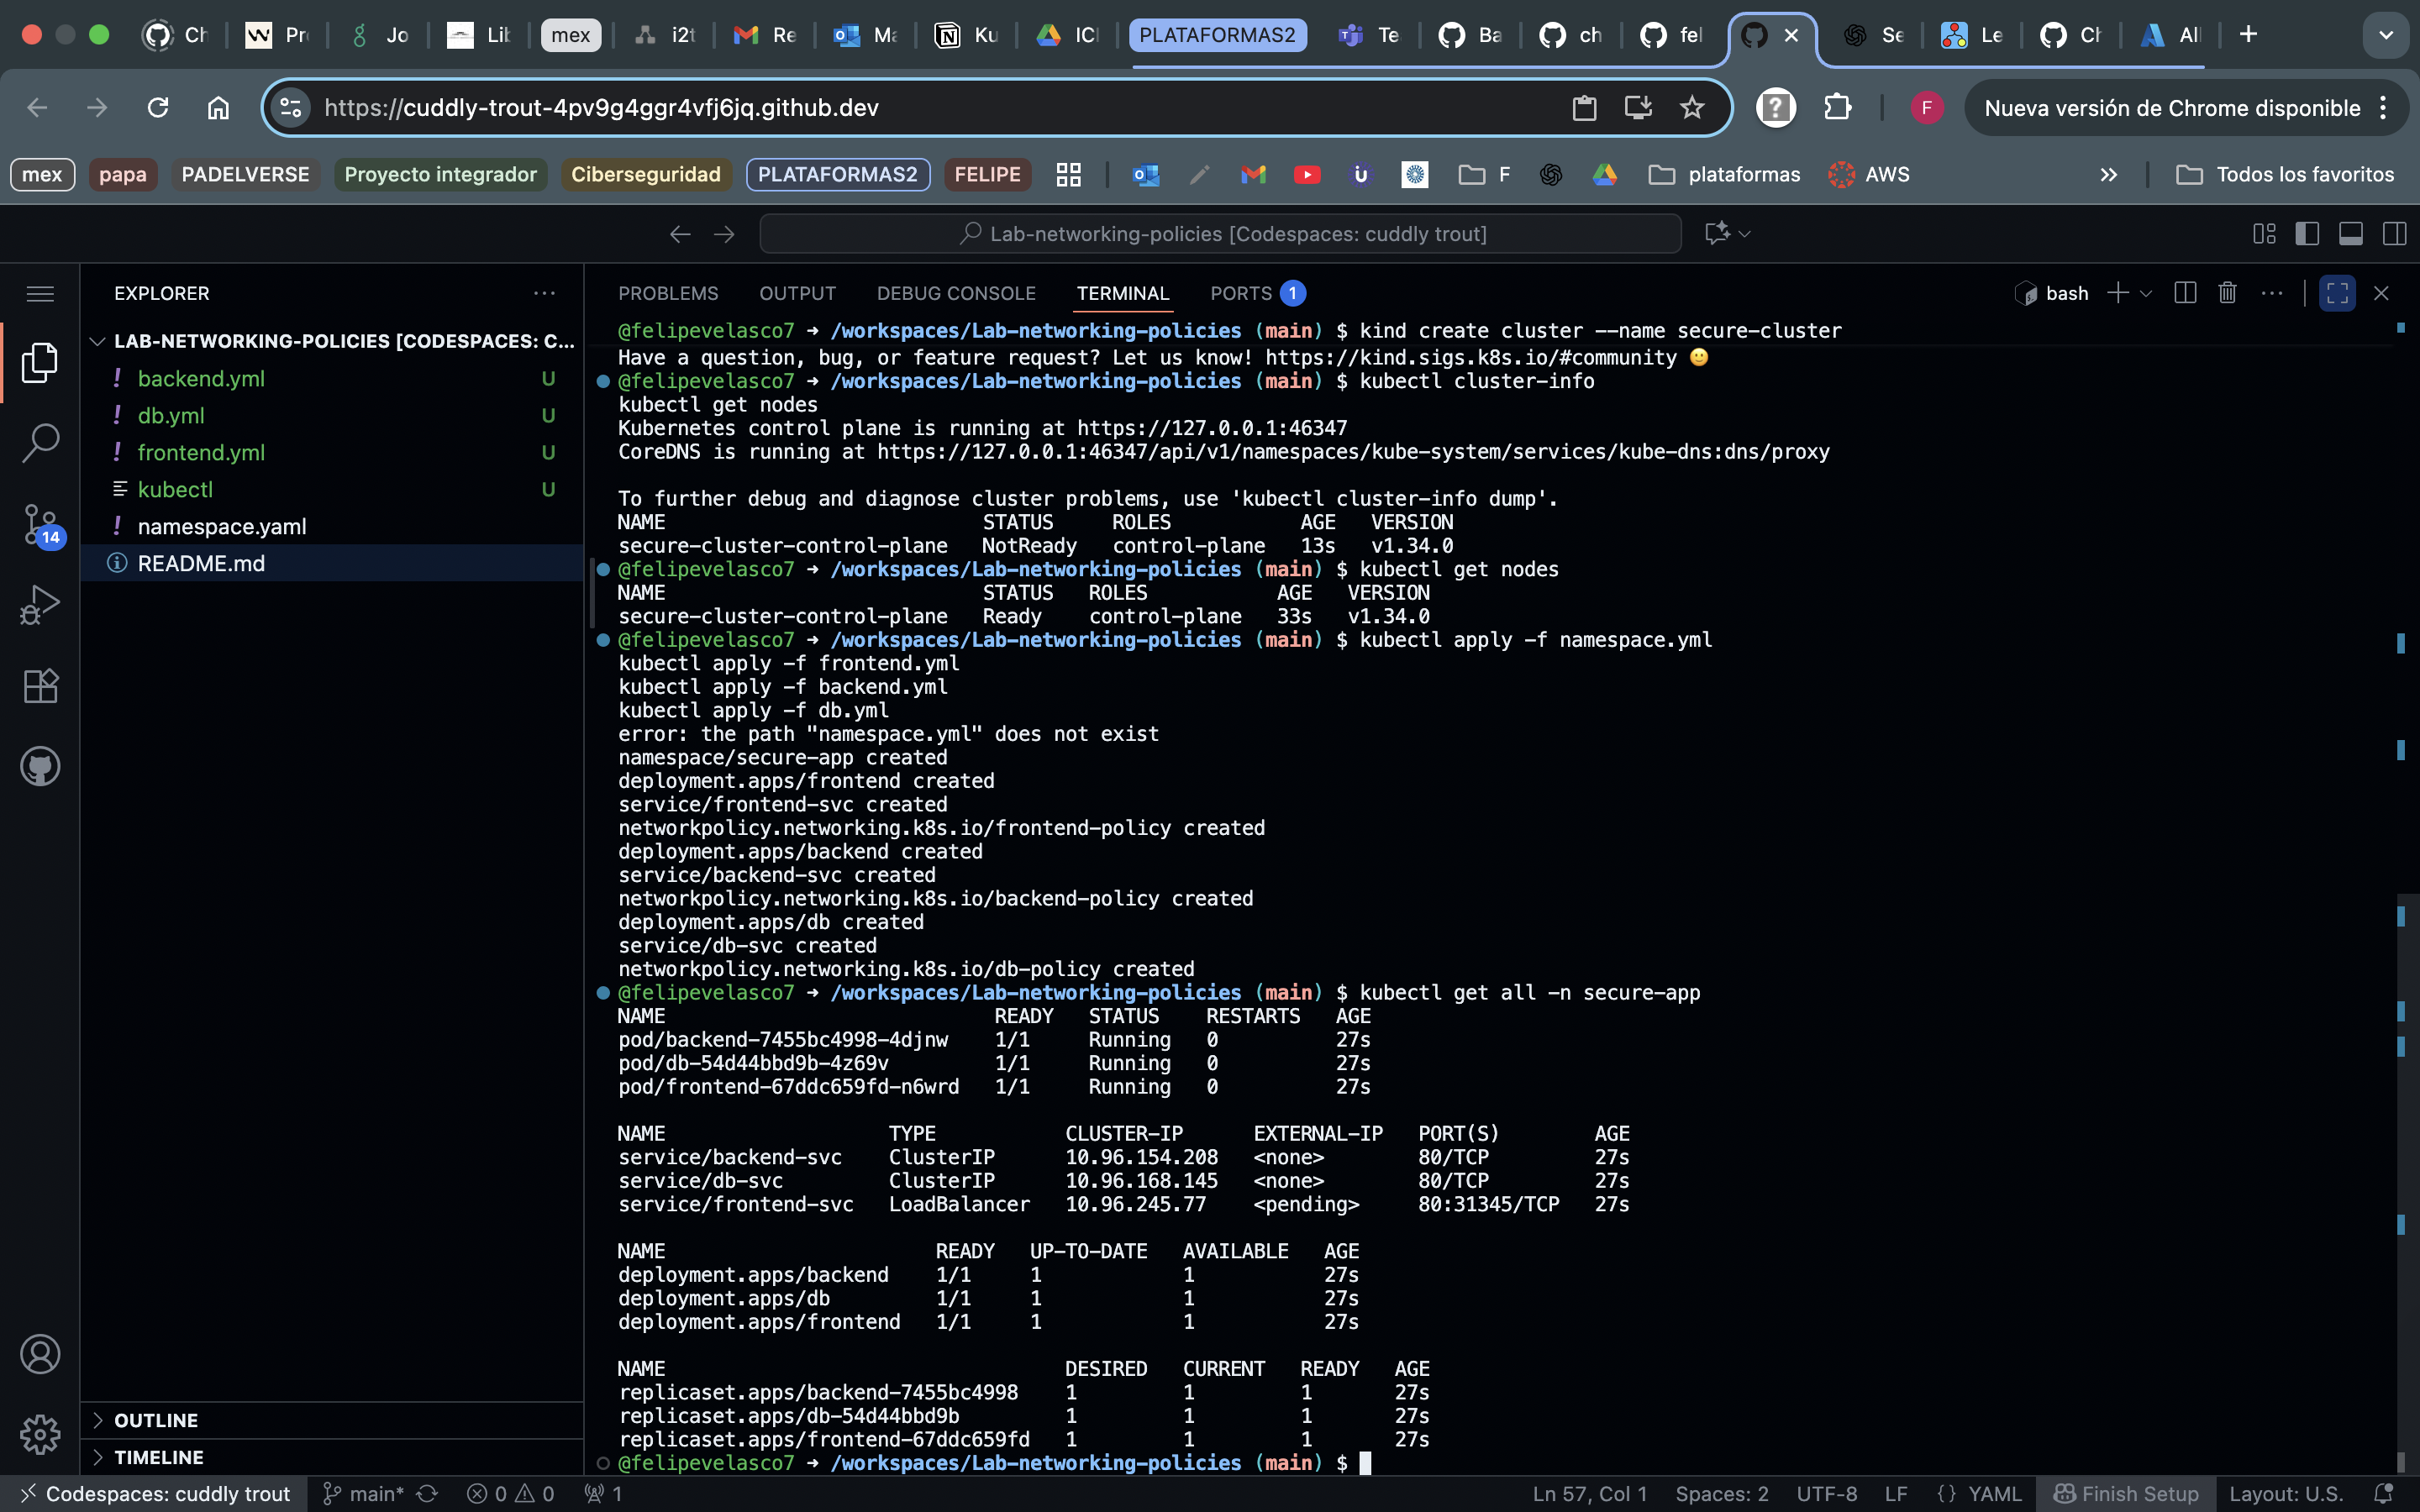 Ch
Pr
Jo
Lit
mex
i2t
Re
Ma
Ku
ICI
PLATAFORMAS2
Te
Ba
ch
fel
Se
Le
Ch
All
https://cuddly-trout-4pv9g4ggr4vfj6jq.github.dev
F
Nueva versión de Chrome disponible
mex
papa
PADELVERSE
Proyecto integrador
Ciberseguridad
PLATAFORMAS2
FELIPE
F
plataformas
AWS
Todos los favoritos
Lab-networking-policies [Codespaces: cuddly trout]
EXPLORER
LAB-NETWORKING-POLICIES [CODESPACES: C...
! backend.yml U
! db.yml U
! frontend.yml U
kubectl U
! namespace.yaml
README.md
14
OUTLINE
TIMELINE
PROBLEMS OUTPUT DEBUG CONSOLE TERMINAL PORTS 1
bash
@felipevelasco7 → /workspaces/Lab-networking-policies (main) $ kind create cluster --name secure-cluster
Have a question, bug, or feature request? Let us know! https://kind.sigs.k8s.io/#community 🙂
@felipevelasco7 → /workspaces/Lab-networking-policies (main) $ kubectl cluster-info
kubectl get nodes
Kubernetes control plane is running at https://127.0.0.1:46347
CoreDNS is running at https://127.0.0.1:46347/api/v1/namespaces/kube-system/services/kube-dns:dns/proxy
To further debug and diagnose cluster problems, use 'kubectl cluster-info dump'.
NAME STATUS ROLES AGE VERSION
secure-cluster-control-plane NotReady control-plane 13s v1.34.0
@felipevelasco7 → /workspaces/Lab-networking-policies (main) $ kubectl get nodes
NAME STATUS ROLES AGE VERSION
secure-cluster-control-plane Ready control-plane 33s v1.34.0
@felipevelasco7 → /workspaces/Lab-networking-policies (main) $ kubectl apply -f namespace.yml
kubectl apply -f frontend.yml
kubectl apply -f backend.yml
kubectl apply -f db.yml
error: the path "namespace.yml" does not exist
namespace/secure-app created
deployment.apps/frontend created
service/frontend-svc created
networkpolicy.networking.k8s.io/frontend-policy created
deployment.apps/backend created
service/backend-svc created
networkpolicy.networking.k8s.io/backend-policy created
deployment.apps/db created
service/db-svc created
networkpolicy.networking.k8s.io/db-policy created
@felipevelasco7 → /workspaces/Lab-networking-policies (main) $ kubectl get all -n secure-app
NAME READY STATUS RESTARTS AGE
pod/backend-7455bc4998-4djnw 1/1 Running 0 27s
pod/db-54d44bbd9b-4z69v 1/1 Running 0 27s
pod/frontend-67ddc659fd-n6wrd 1/1 Running 0 27s
NAME TYPE CLUSTER-IP EXTERNAL-IP PORT(S) AGE
service/backend-svc ClusterIP 10.96.154.208 <none> 80/TCP 27s
service/db-svc ClusterIP 10.96.168.145 <none> 80/TCP 27s
service/frontend-svc LoadBalancer 10.96.245.77 <pending> 80:31345/TCP 27s
NAME READY UP-TO-DATE AVAILABLE AGE
deployment.apps/backend 1/1 1 1 27s
deployment.apps/db 1/1 1 1 27s
deployment.apps/frontend 1/1 1 1 27s
NAME DESIRED CURRENT READY AGE
replicaset.apps/backend-7455bc4998 1 1 1 27s
replicaset.apps/db-54d44bbd9b 1 1 1 27s
replicaset.apps/frontend-67ddc659fd 1 1 1 27s
@felipevelasco7 → /workspaces/Lab-networking-policies (main) $
Codespaces: cuddly trout main* 0 0 1 Ln 57, Col 1 Spaces: 2 UTF-8 LF {} YAML Finish Setup Layout: U.S.